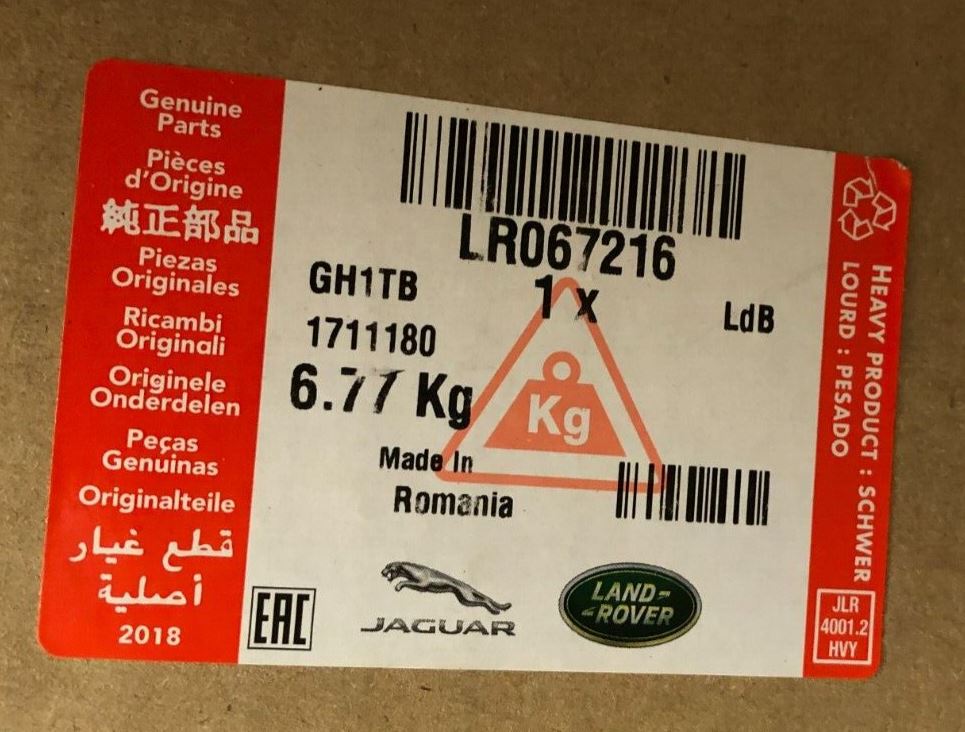 Genuine
Parts
Pièces
d'Origine
純正部品
Piezas
Originales
Ricambi
Originali
Originele
Onderdelen
Peças
Genuinas
Originalteile
قطع غيار
أصلية
2018
LR067216
GH1TB
1 x
LdB
1711180
6.77 Kg
Kg
Made In
Romania
EAC
JAGUAR
LAND-
-ROVER
HEAVY PRODUCT : SCHWER
LOURD : PESADO
JLR
4001.2
HVY